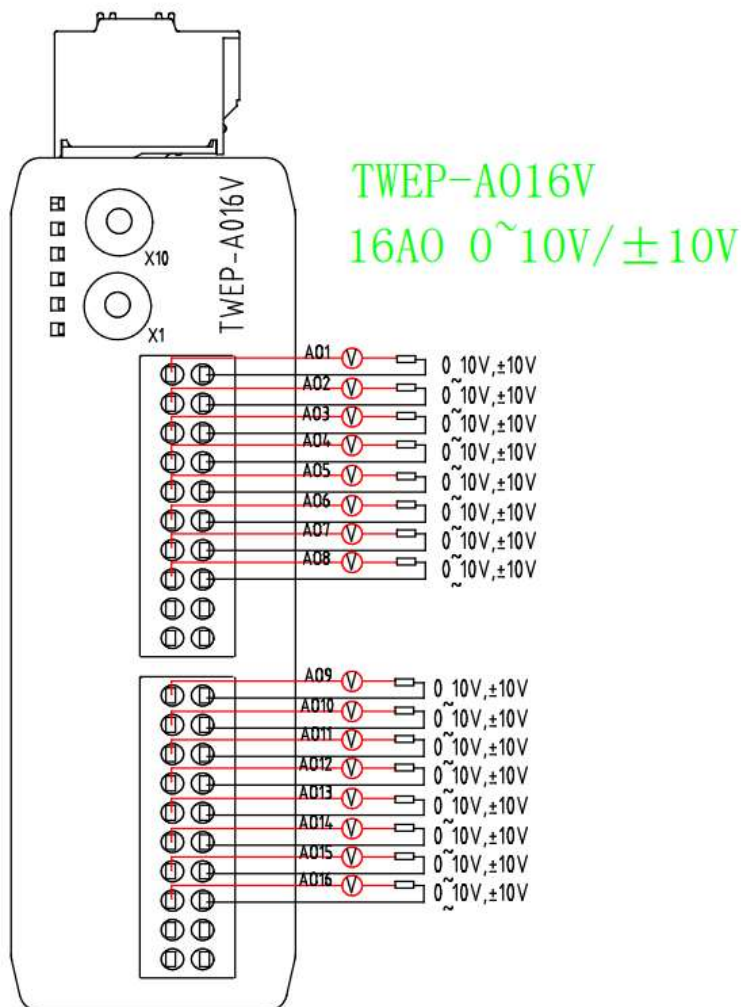 TWEP-AO16V
16AO 0~10V/±10V
TWEP-AO16V
X10
X1
AO1 V 0~10V,±10V
AO2 V 0~10V,±10V
AO3 V 0~10V,±10V
AO4 V 0~10V,±10V
AO5 V 0~10V,±10V
AO6 V 0~10V,±10V
AO7 V 0~10V,±10V
AO8 V 0~10V,±10V
AO9 V 0~10V,±10V
AO10 V 0~10V,±10V
AO11 V 0~10V,±10V
AO12 V 0~10V,±10V
AO13 V 0~10V,±10V
AO14 V 0~10V,±10V
AO15 V 0~10V,±10V
AO16 V 0~10V,±10V